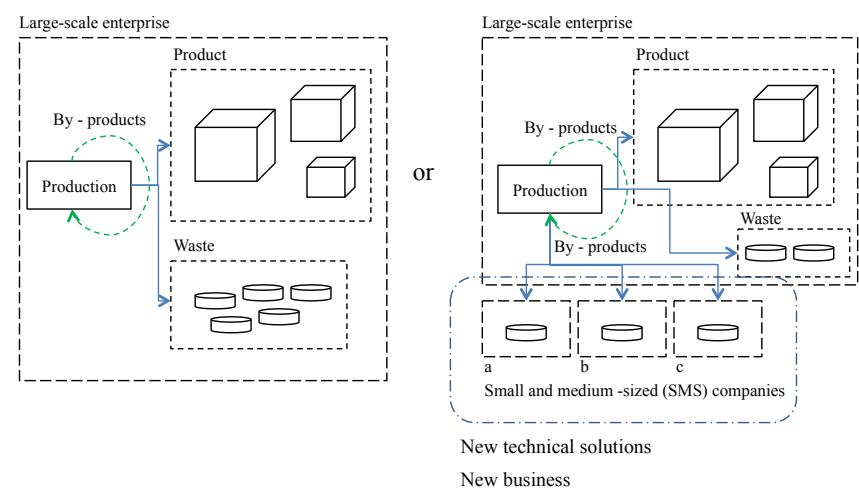 Large-scale enterprise
Product
By - products
Production
Waste
or
Large-scale enterprise
Product
By - products
Production
Waste
By - products
a
b
c
Small and medium -sized (SMS) companies
New technical solutions
New business